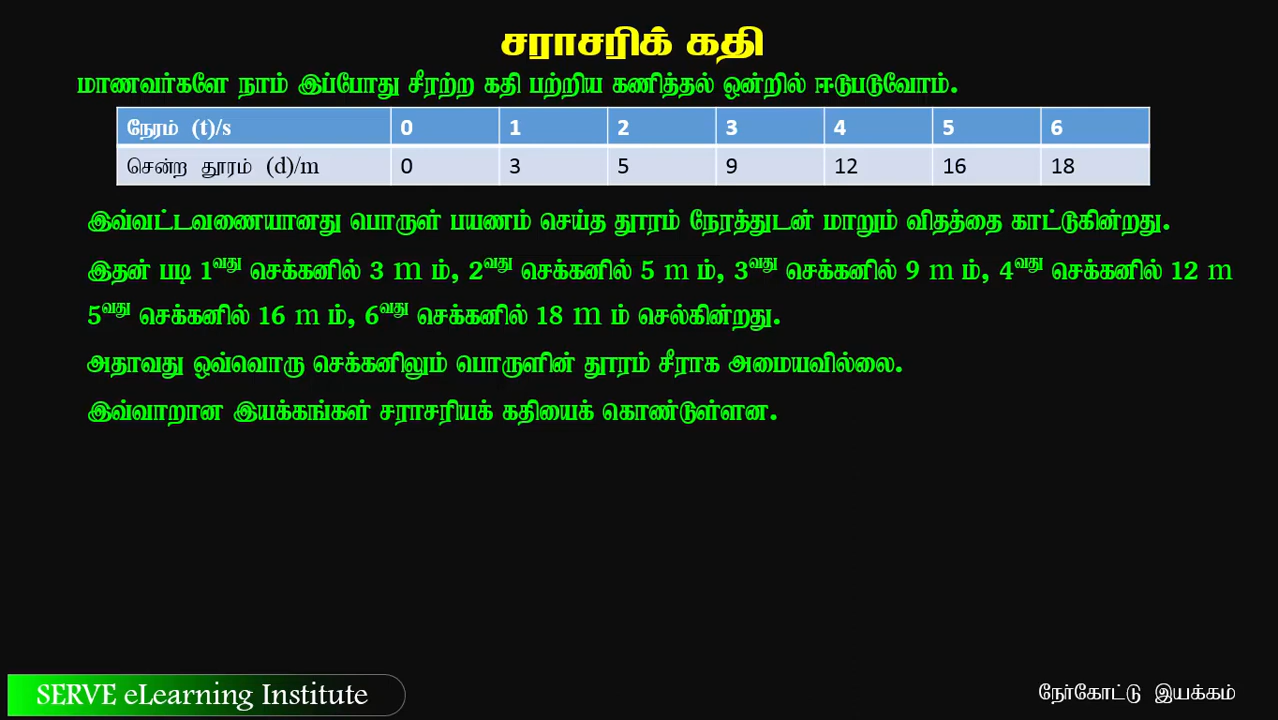 சராசரிக் கதி
மாணவர்களே நாம் இப்போது சீரற்ற கதி பற்றிய கணித்தல் ஒன்றில் ஈடுபடுவோம்.
நேரம் (t)/s 0 1 2 3 4 5 6
சென்ற தூரம் (d)/m 0 3 5 9 12 16 18
இவ்வட்டவணையானது பொருள் பயணம் செய்த தூரம் நேரத்துடன் மாறும் விதத்தை காட்டுகின்றது.
இதன் படி 1வது செக்கனில் 3 m ம், 2வது செக்கனில் 5 m ம், 3வது செக்கனில் 9 m ம், 4வது செக்கனில் 12 m
5வது செக்கனில் 16 m ம், 6வது செக்கனில் 18 m ம் செல்கின்றது.
அதாவது ஒவ்வொரு செக்கனிலும் பொருளின் தூரம் சீராக அமையவில்லை.
இவ்வாறான இயக்கங்கள் சராசரியக் கதியைக் கொண்டுள்ளன.
SERVE eLearning Institute
நேர்கோட்டு இயக்கம்